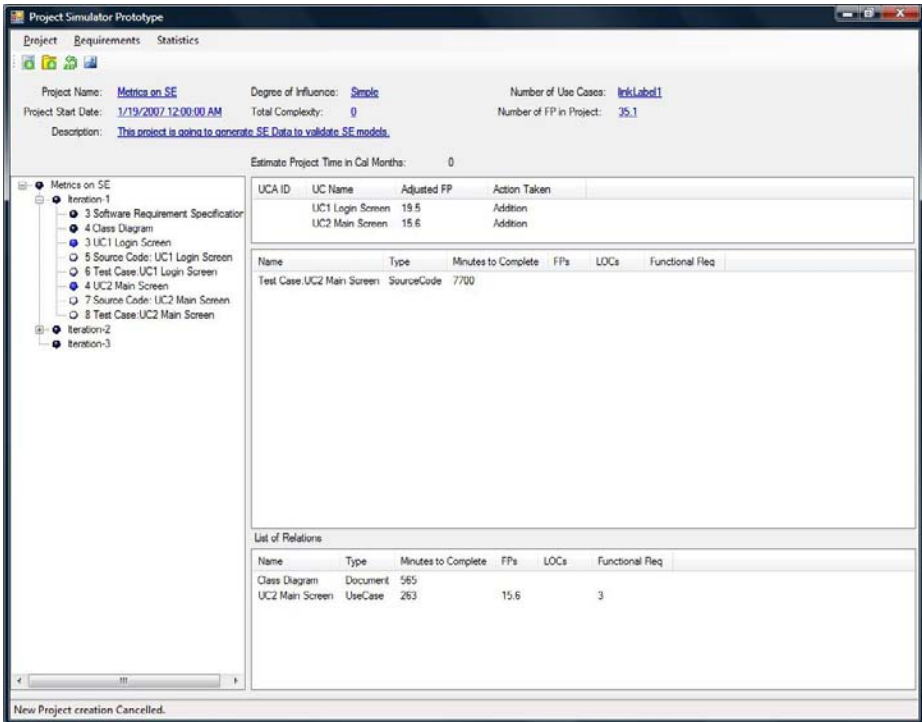 Project Simulator Prototype
Project Requirements Statistics
Project Name: Metrics on SE Degree of Influence: Simple Number of Use Cases: linkLabel1
Project Start Date: 1/19/2007 12:00:00 AM Total Complexity: 0 Number of FP in Project: 35.1
Description: This project is going to generate SE Data to validate SE models.
Estimate Project Time in Cal Months: 0
Metrics on SE
Iteration-1
3 Software Requirement Specification
4 Class Diagram
3 UC1 Login Screen
5 Source Code: UC1 Login Screen
6 Test Case:UC1 Login Screen
4 UC2 Main Screen
7 Source Code: UC2 Main Screen
8 Test Case:UC2 Main Screen
Iteration-2
Iteration-3
UCA ID UC Name Adjusted FP Action Taken
UC1 Login Screen 19.5 Addition
UC2 Main Screen 15.6 Addition
Name Type Minutes to Complete FPs LOCs Functional Req
Test Case:UC2 Main Screen SourceCode 7700
List of Relations
Name Type Minutes to Complete FPs LOCs Functional Req
Class Diagram Document 565
UC2 Main Screen UseCase 263 15.6 3
New Project creation Cancelled.